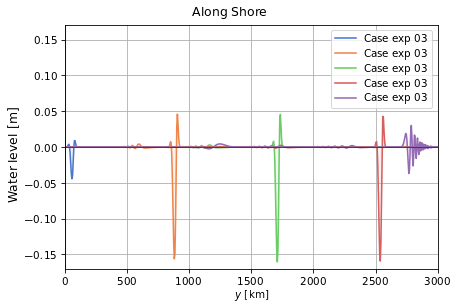 Along Shore
Case exp 03
Case exp 03
Case exp 03
Case exp 03
Case exp 03
Water level [m]
0.15
0.10
0.05
0.00
−0.05
−0.10
−0.15
0 500 1000 1500 2000 2500 3000
y [km]